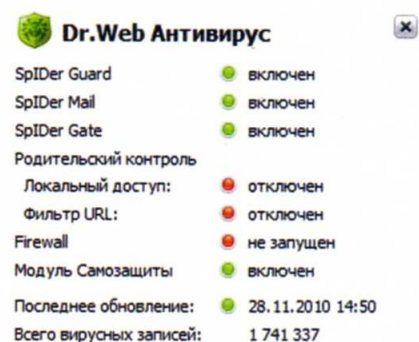 Dr.Web Антивирус
SpIDer Guard включен
SpIDer Mail включен
SpIDer Gate включен
Родительский контроль
Локальный доступ: отключен
Фильтр URL: отключен
Firewall не запущен
Модуль Самозащиты включен
Последнее обновление: 28.11.2010 14:50
Всего вирусных записей: 1 741 337